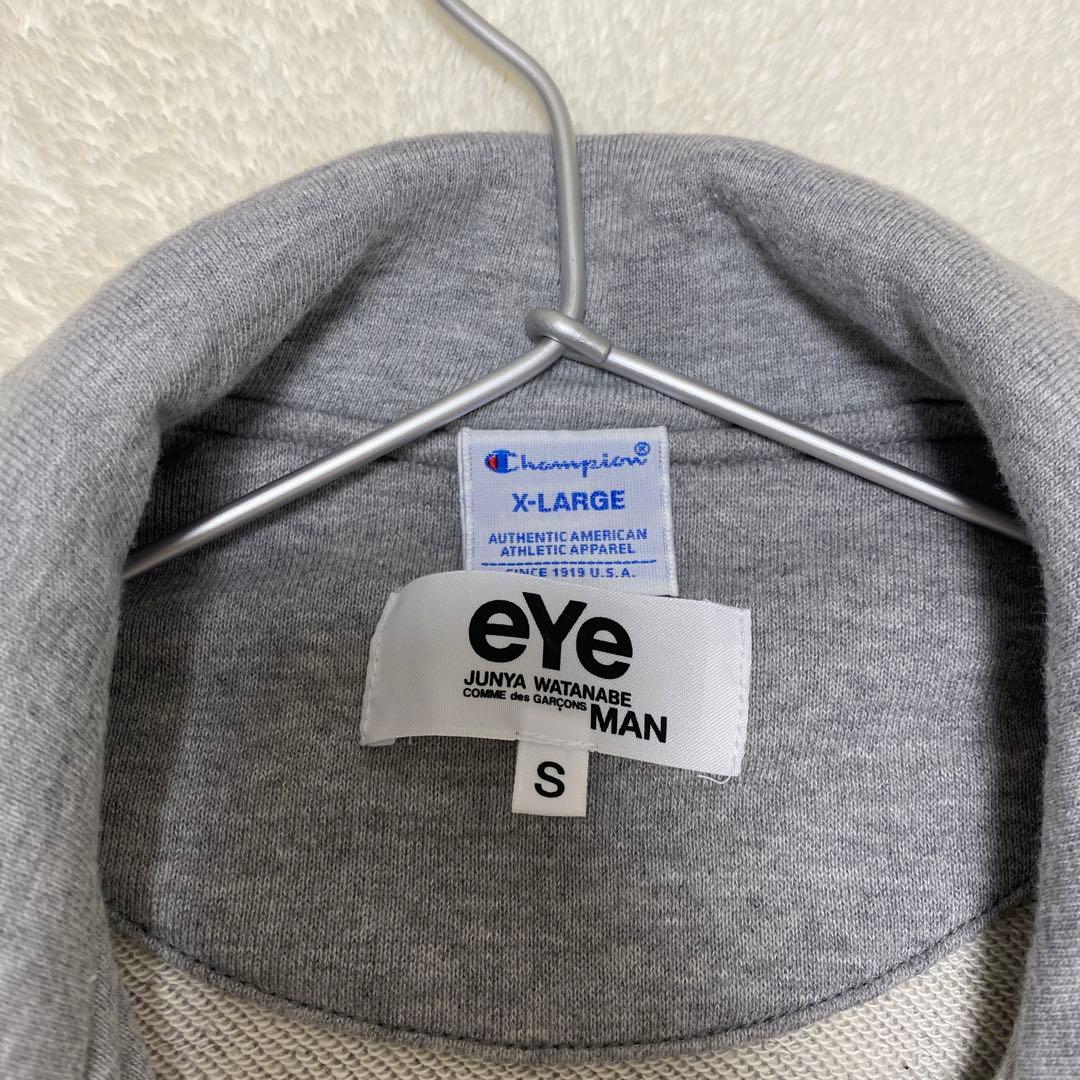 Champion®
X-LARGE
AUTHENTIC AMERICAN
ATHLETIC APPAREL
SINCE 1919 U.S.A.
eYe
JUNYA WATANABE
COMME des GARÇONS MAN
S